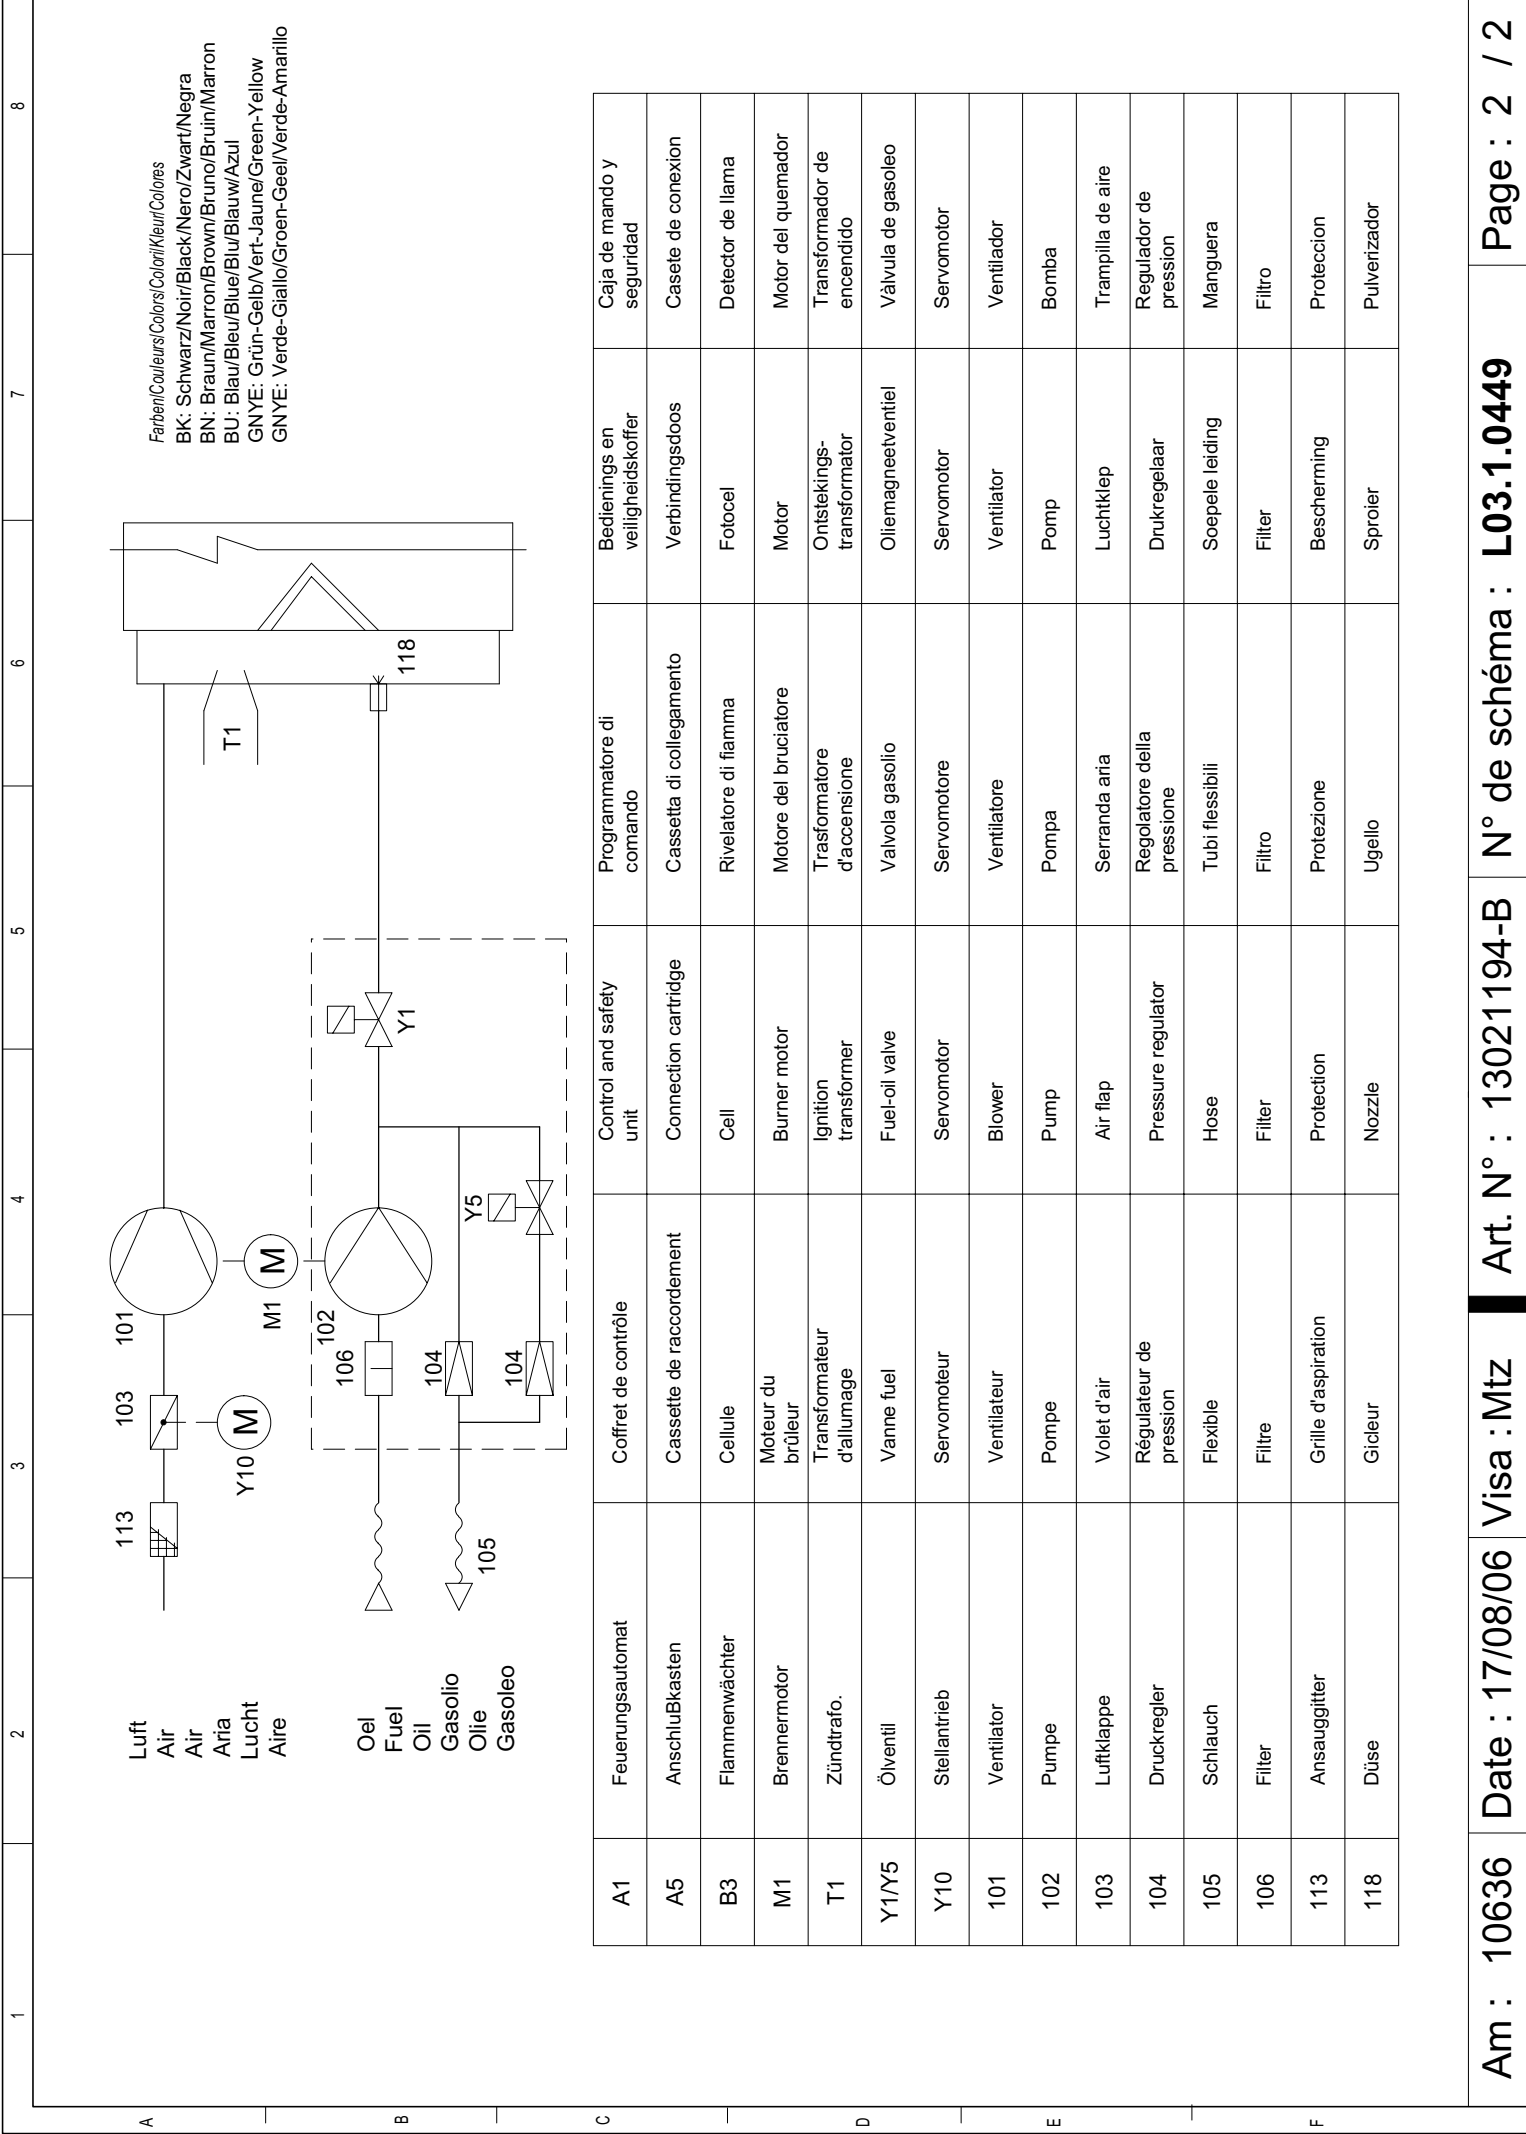 1 2 3 4 5 6 7 8
A
B
C
D
E
F
Farben/Couleurs/Colors/Colori/Kleur/Colores
BK: Schwarz/Noir/Black/Nero/Zwart/Negra
BN: Braun/Marron/Brown/Bruno/Bruin/Marron
BU: Blau/Bleu/Blue/Blu/Blauw/Azul
GNYE: Grün-Gelb/Vert-Jaune/Green-Yellow
GNYE: Verde-Giallo/Groen-Geel/Verde-Amarillo
Luft
Air
Air
Aria
Lucht
Aire
113
103
101
Y10
M
M1
M
T1
Oel
Fuel
Oil
Gasolio
Olie
Gasoleo
102
106
104
104
105
Y5
Y1
118
A1 Feuerungsautomat Coffret de contrôle Control and safety unit Programmatore di comando Bedienings en veiligheidskoffer Caja de mando y seguridad
A5 AnschluBkasten Cassette de raccordement Connection cartridge Cassetta di collegamento Verbindingsdoos Casete de conexion
B3 Flammenwächter Cellule Cell Rivelatore di fiamma Fotocel Detector de llama
M1 Brennermotor Moteur du brûleur Burner motor Motore del bruciatore Motor Motor del quemador
T1 Zündtrafo. Transformateur d'allumage Ignition transformer Trasformatore d'accensione Ontstekings-transformator Transformador de encendido
Y1/Y5 Ölventil Vanne fuel Fuel-oil valve Valvola gasolio Oliemagneetventiel Vàlvula de gasoleo
Y10 Stellantrieb Servomoteur Servomotor Servomotore Servomotor Servomotor
101 Ventilator Ventilateur Blower Ventilatore Ventilator Ventilador
102 Pumpe Pompe Pump Pompa Pomp Bomba
103 Luftklappe Volet d'air Air flap Serranda aria Luchtklep Trampilla de aire
104 Druckregler Régulateur de pression Pressure regulator Regolatore della pressione Drukregelaar Regulador de pression
105 Schlauch Flexible Hose Tubi flessibili Soepele leiding Manguera
106 Filter Filtre Filter Filtro Filter Filtro
113 Ansauggitter Grille d'aspiration Protection Protezione Bescherming Proteccion
118 Düse Gicleur Nozzle Ugello Sproier Pulverizador
Am : 10636 Date : 17/08/06 Visa : Mtz Art. N° : 13021194-B N° de schéma : L03.1.0449 Page : 2 / 2